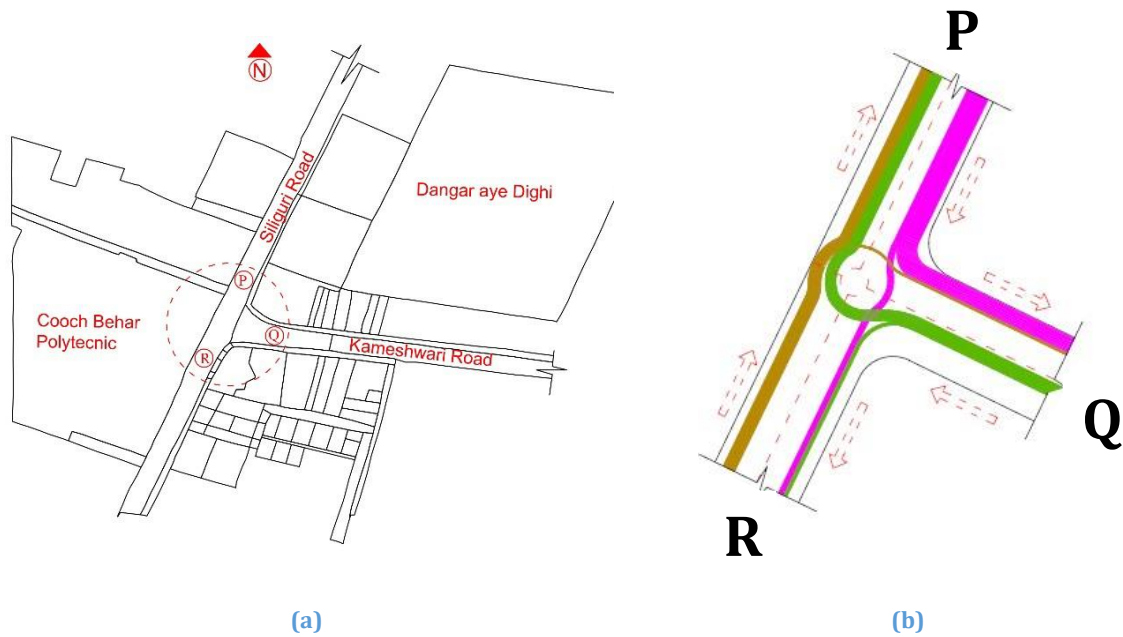 N
Siliguri Road
Dangar aye Dighi
P
Cooch Behar
Polytecnic
Q
R
Kameshwari Road
(a)
P
Q
R
(b)